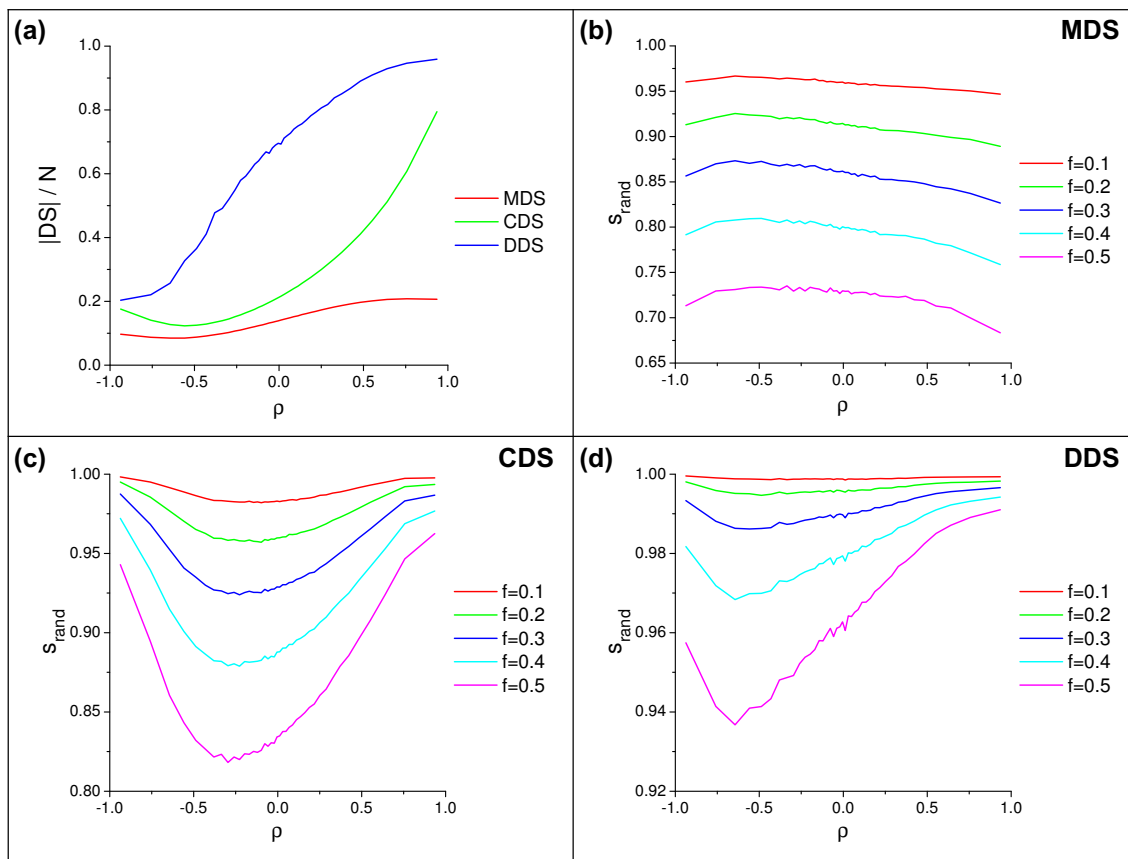 (a)
1.0
0.8
0.6
0.4
0.2
0.0
|DS| / N
-1.0 -0.5 0.0 0.5 1.0
ρ
MDS
CDS
DDS
(b) MDS
1.00
0.95
0.90
0.85
0.80
0.75
0.70
0.65
s_rand
-1.0 -0.5 0.0 0.5 1.0
ρ
f=0.1
f=0.2
f=0.3
f=0.4
f=0.5
(c) CDS
1.00
0.95
0.90
0.85
0.80
s_rand
-1.0 -0.5 0.0 0.5 1.0
ρ
f=0.1
f=0.2
f=0.3
f=0.4
f=0.5
(d) DDS
1.00
0.98
0.96
0.94
0.92
s_rand
-1.0 -0.5 0.0 0.5 1.0
ρ
f=0.1
f=0.2
f=0.3
f=0.4
f=0.5